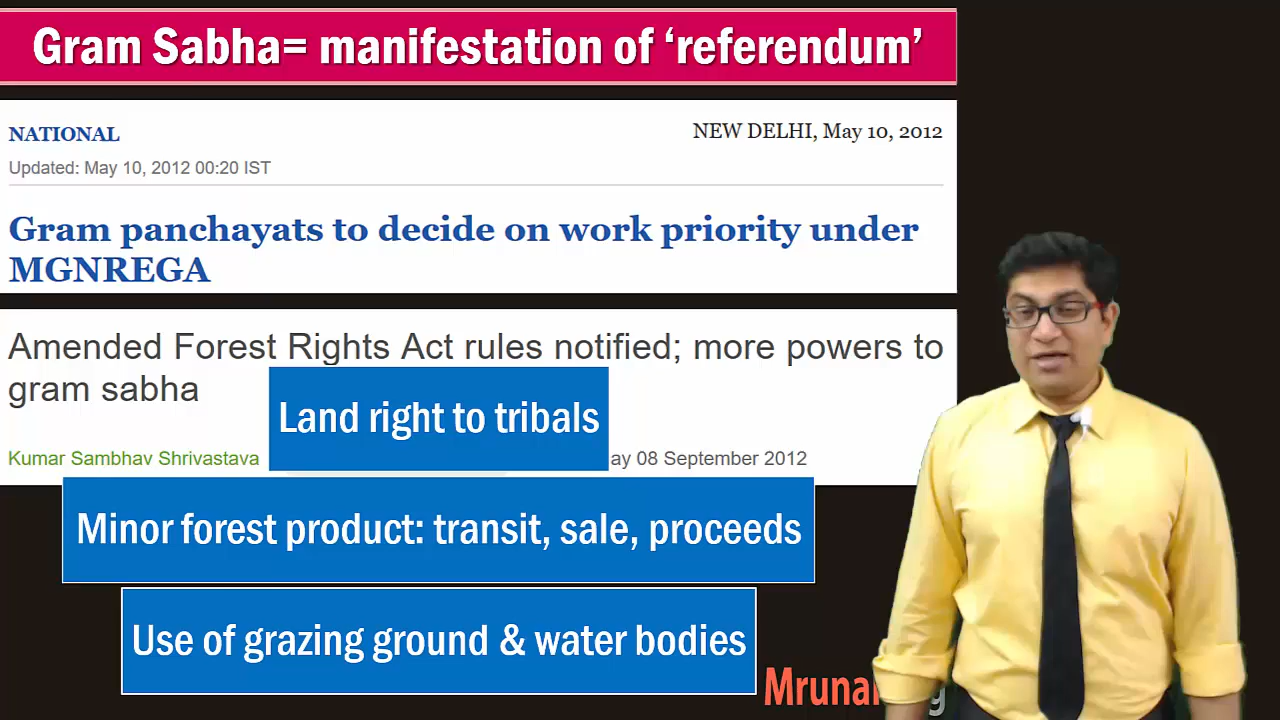 Gram Sabha= manifestation of ‘referendum’
NATIONAL
NEW DELHI, May 10, 2012
Updated: May 10, 2012 00:20 IST
Gram panchayats to decide on work priority under
MGNREGA
Amended Forest Rights Act rules notified; more powers to
gram sabha
Land right to tribals
Kumar Sambhav Shrivastava
08 September 2012
Minor forest product: transit, sale, proceeds
Use of grazing ground & water bodies